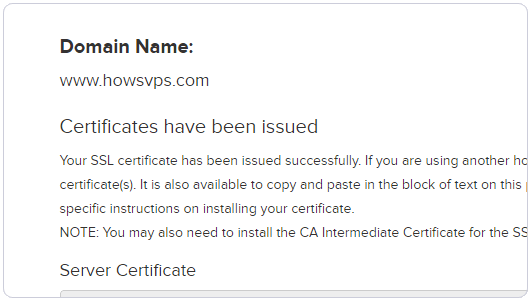 Domain Name:
www.howsvps.com
Certificates have been issued
Your SSL certificate has been issued successfully. If you are using another
certificate(s). It is also available to copy and paste in the block of text on this
specific instructions on installing your certificate.
NOTE: You may also need to install the CA Intermediate Certificate for the
Server Certificate